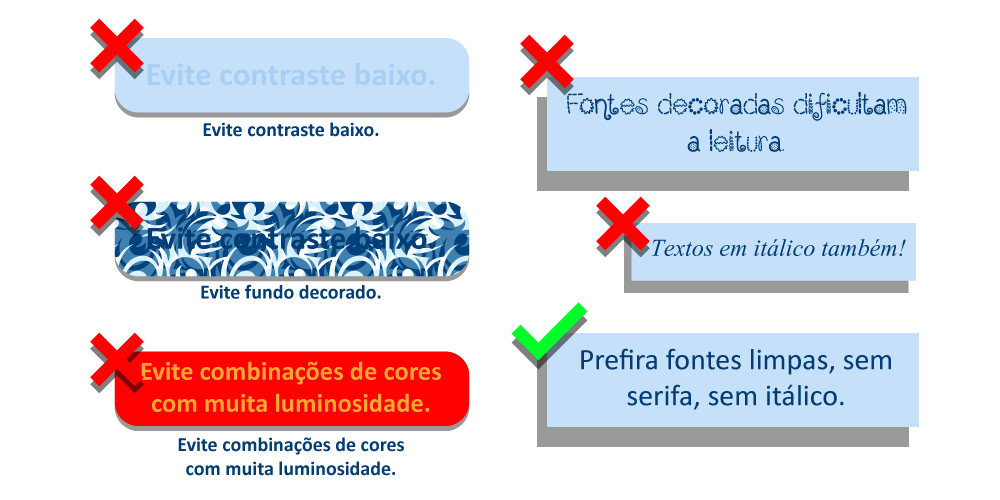 Evite contraste baixo.
Evite contraste baixo.
Evite contraste baixo.
Evite fundo decorado.
Evite combinações de cores
com muita luminosidade.
Evite combinações de cores
com muita luminosidade.
Fontes decoradas dificultam
a leitura.
Textos em itálico também!
Prefira fontes limpas, sem
serifa, sem itálico.